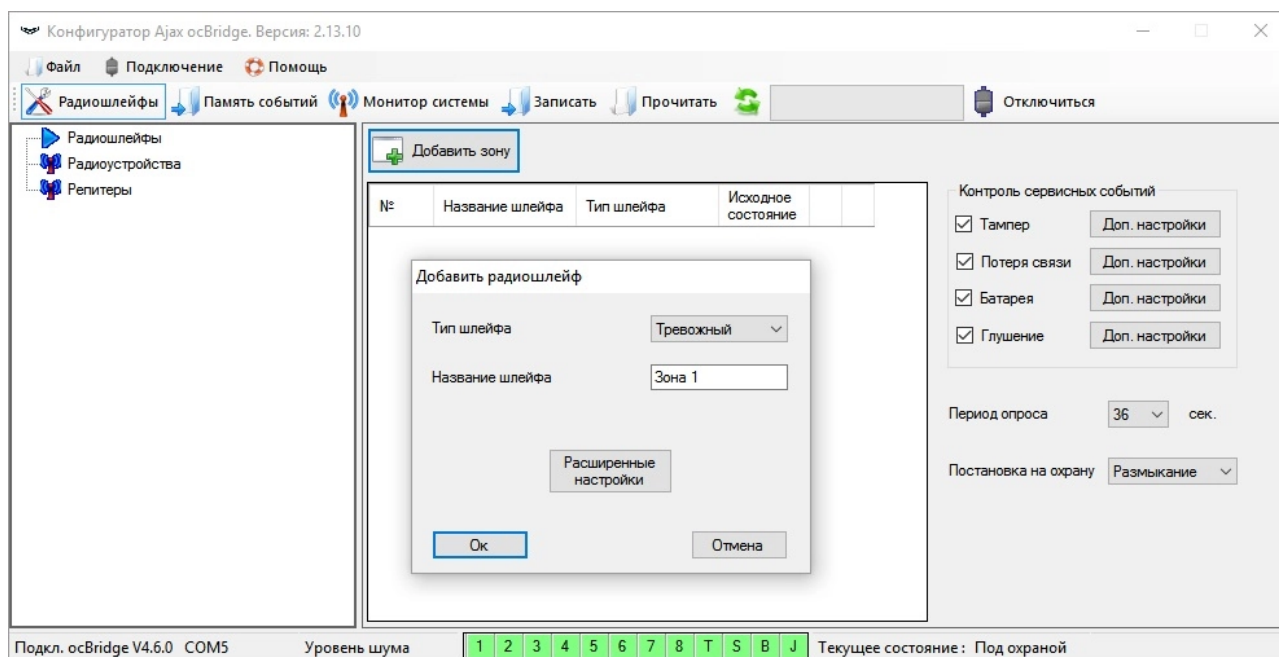 Конфигуратор Ajax ocBridge. Версия: 2.13.10
Файл Подключение Помощь
Радиошлейфы Память событий Монитор системы Записать Прочитать Отключиться
Радиошлейфы
Радиоустройства
Репитеры
Добавить зону
№ Название шлейфа Тип шлейфа Исходное состояние
Добавить радиошлейф
Тип шлейфа Тревожный
Название шлейфа Зона 1
Расширенные
настройки
Ок Отмена
Контроль сервисных событий
Тампер Доп. настройки
Потеря связи Доп. настройки
Батарея Доп. настройки
Глушение Доп. настройки
Период опроса 36 сек.
Постановка на охрану Размыкание
Подкл. ocBridge V4.6.0 COM5 Уровень шума 1 2 3 4 5 6 7 8 T S B J Текущее состояние : Под охраной